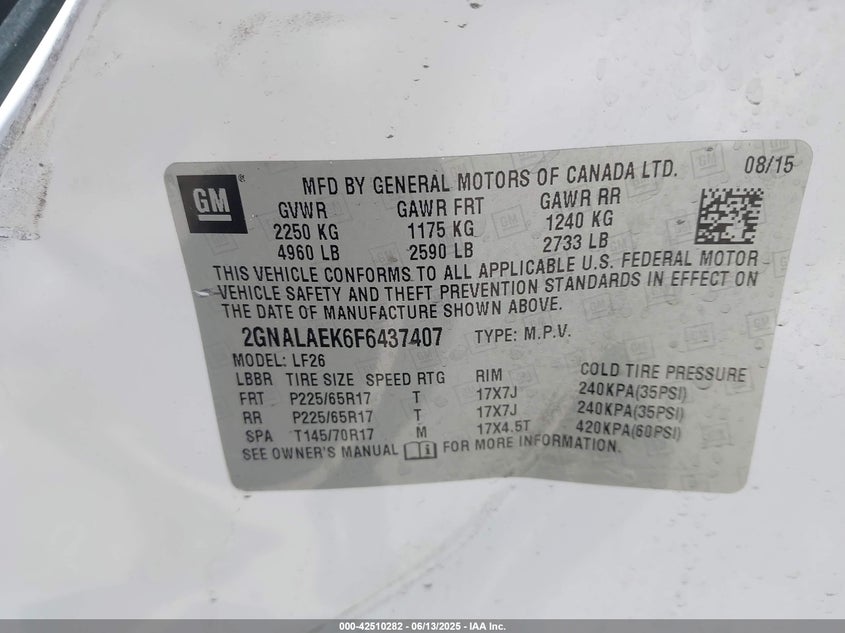 GM ® MFD BY GENERAL MOTORS OF CANADA LTD. 08/15
GVWR GAWR FRT GAWR RR
2250 KG 1175 KG 1240 KG
4960 LB 2590 LB 2733 LB
THIS VEHICLE CONFORMS TO ALL APPLICABLE U.S. FEDERAL MOTOR
VEHICLE SAFETY AND THEFT PREVENTION STANDARDS IN EFFECT ON
THE DATE OF MANUFACTURE SHOWN ABOVE.
2GNALAEK6F6437407 TYPE: M.P.V.
MODEL: LF26
LBBR TIRE SIZE SPEED RTG RIM COLD TIRE PRESSURE
FRT P225/65R17 T 17X7J 240KPA(35PSI)
RR P225/65R17 T 17X7J 240KPA(35PSI)
SPA T145/70R17 M 17X4.5T 420KPA(60PSI)
SEE OWNER'S MANUAL FOR MORE INFORMATION.
000-42510282 - 06/13/2025 - IAA Inc.